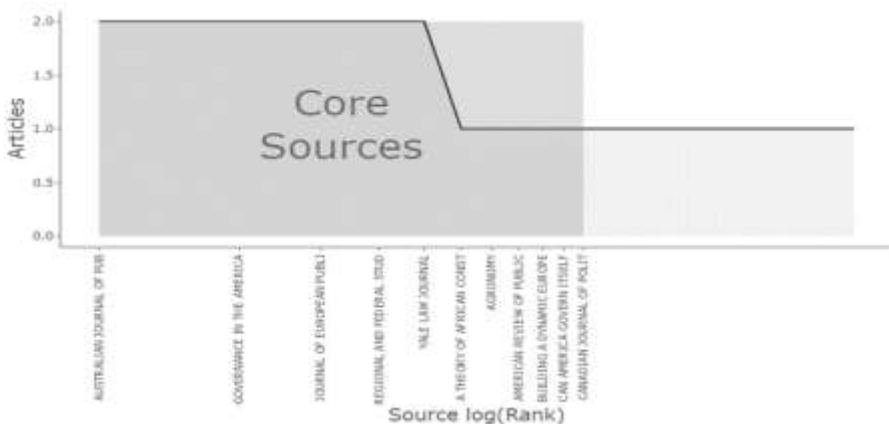 2.0
1.5
1.0
0.5
0.0
Articles
Core
Sources
AUSTRALIAN JOURNAL OF PUB
GOVERNANCE IN THE AMERICA
JOURNAL OF EUROPEAN PUBLI
REGIONAL AND FEDERAL STUD
YALE LAW JOURNAL
A THEORY OF AFRICAN CONST
AGRONOMY
AMERICAN REVIEW OF PUBLIC
BUILDING A DYNAMIC EUROPE
CAN AMERICA GOVERN ITSELF
CANADIAN JOURNAL OF POLIT
Source log(Rank)